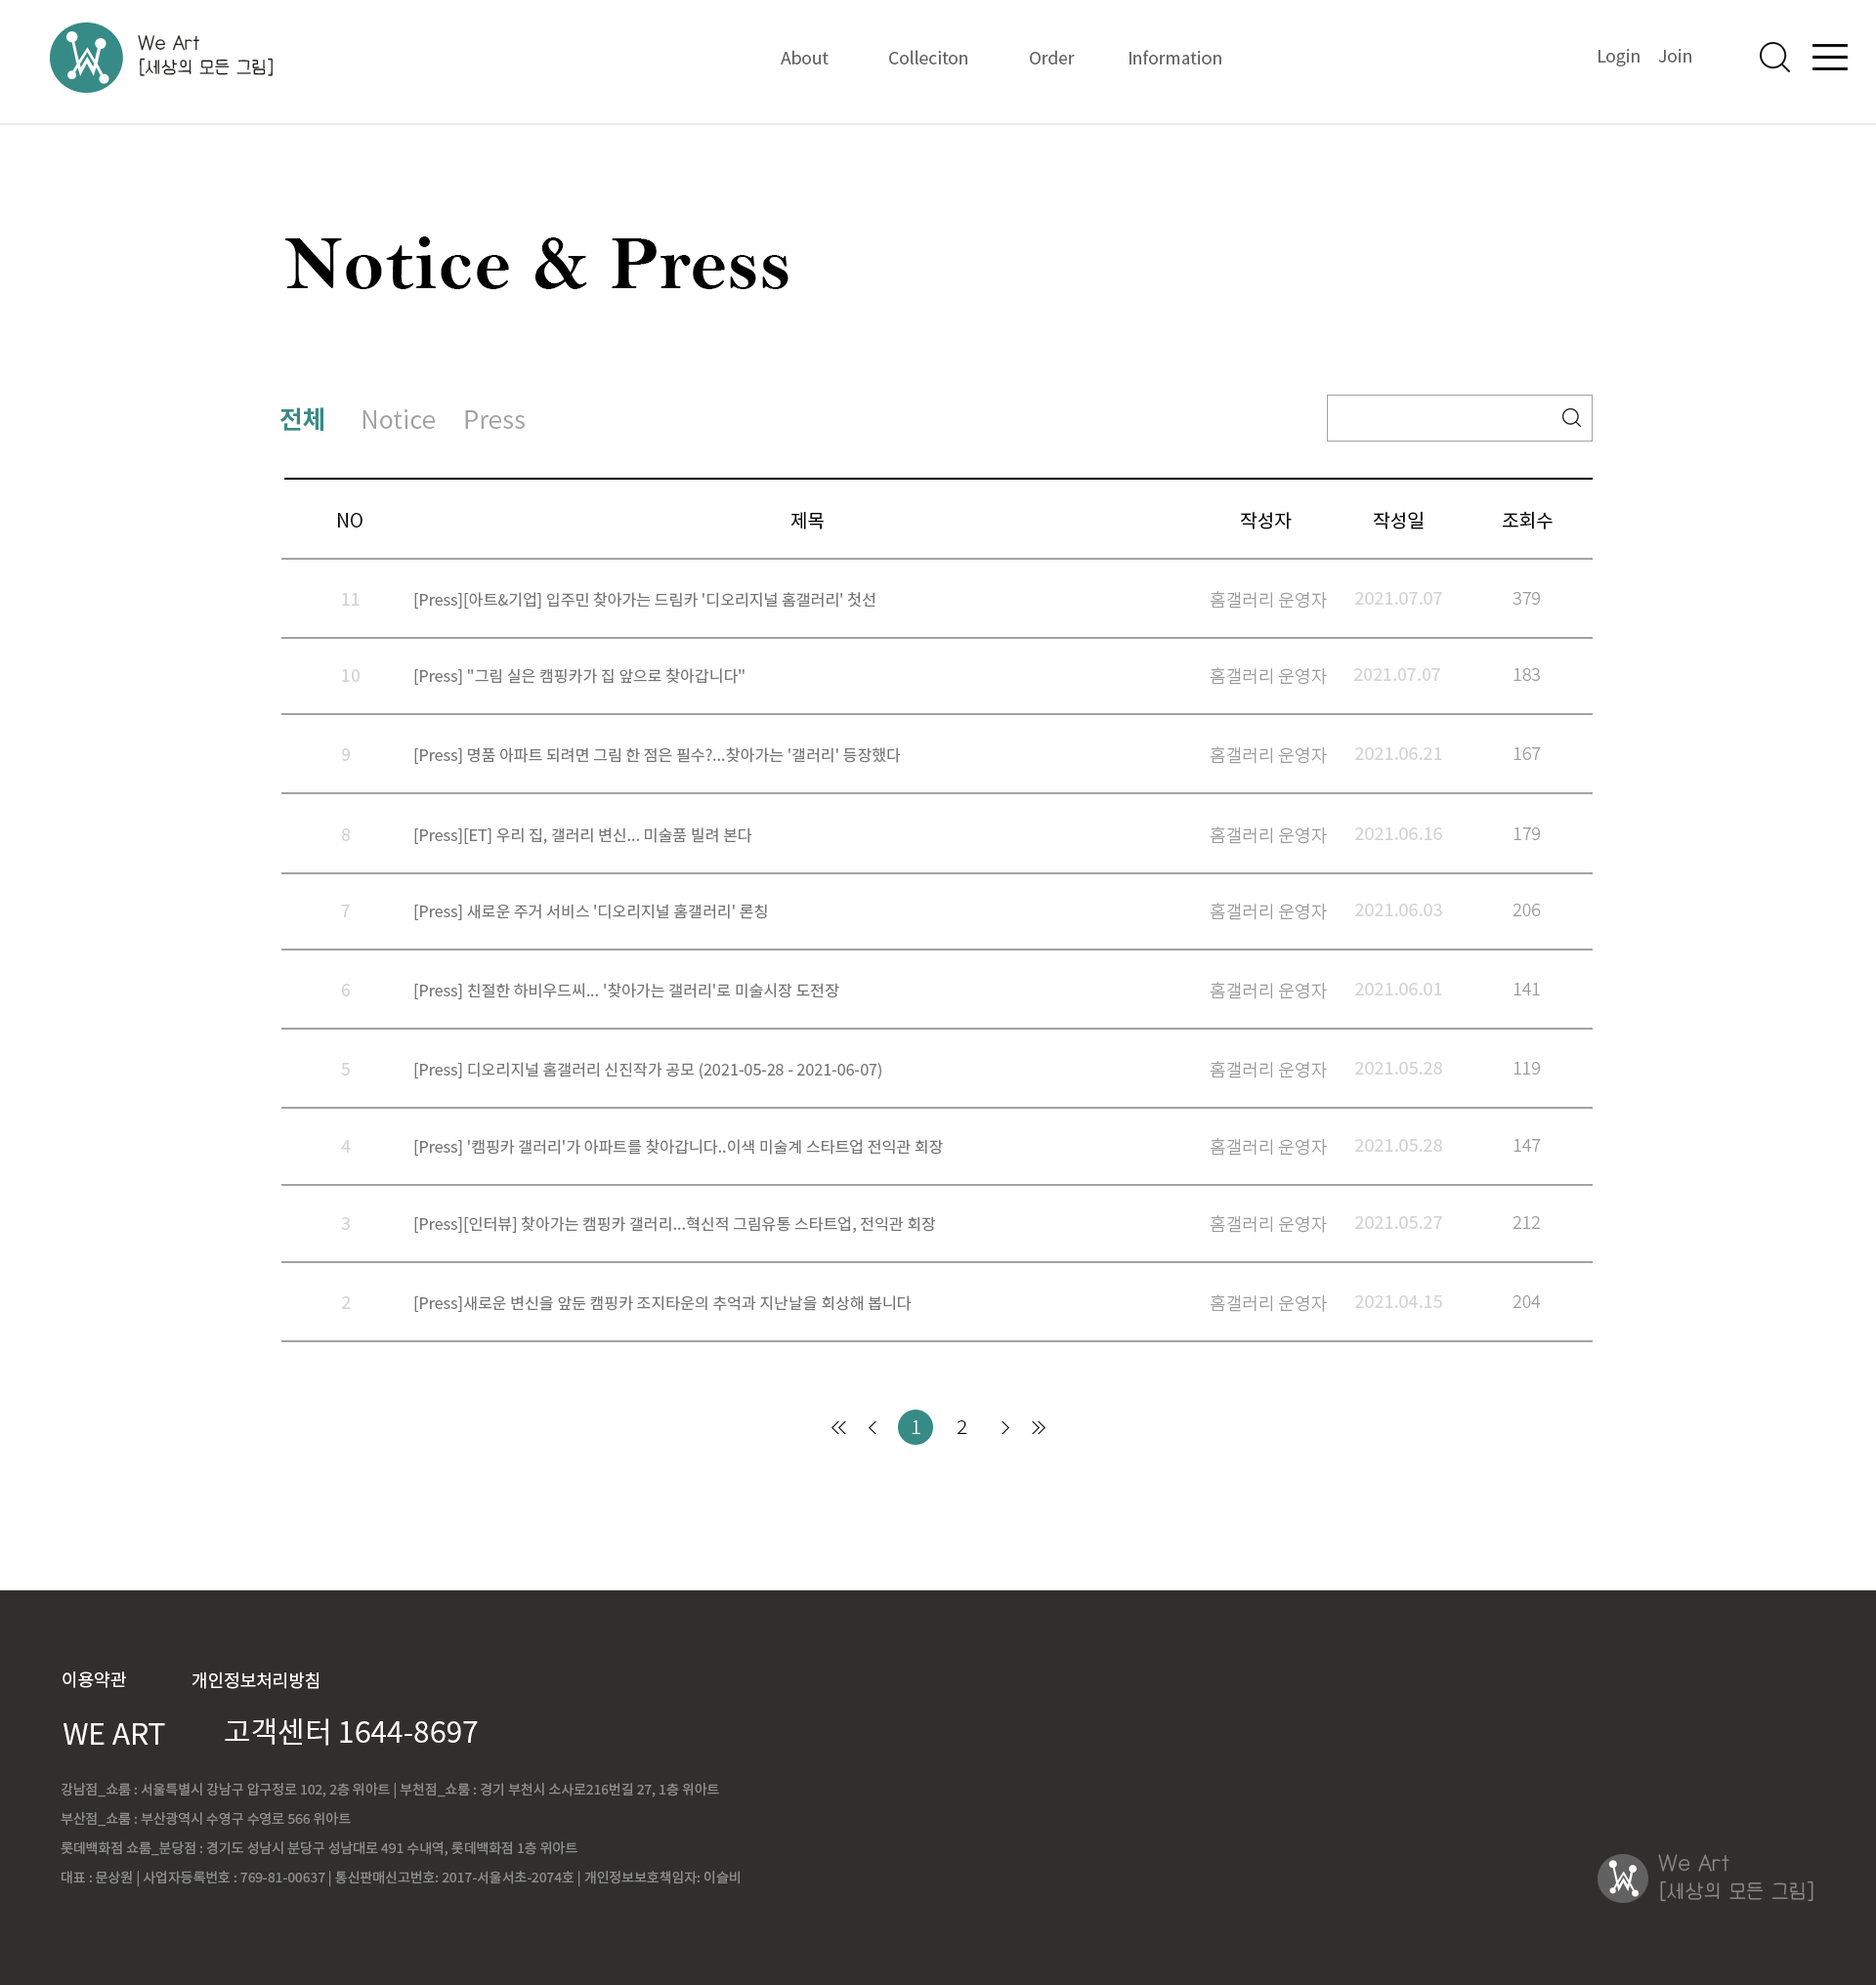 We Art
[세상의 모든 그림]
About Colleciton Order Information
Login Join
Notice & Press
전체 Notice Press
NO 제목 작성자 작성일 조회수
11 [Press][아트&기업] 입주민 찾아가는 드림카 '디오리지널 홈갤러리' 첫선 홈갤러리 운영자 2021.07.07 379
10 [Press] "그림 실은 캠핑카가 집 앞으로 찾아갑니다" 홈갤러리 운영자 2021.07.07 183
9 [Press] 명품 아파트 되려면 그림 한 점은 필수?...찾아가는 '갤러리' 등장했다 홈갤러리 운영자 2021.06.21 167
8 [Press][ET] 우리 집, 갤러리 변신... 미술품 빌려 본다 홈갤러리 운영자 2021.06.16 179
7 [Press] 새로운 주거 서비스 '디오리지널 홈갤러리' 론칭 홈갤러리 운영자 2021.06.03 206
6 [Press] 친절한 하비우드씨... '찾아가는 갤러리'로 미술시장 도전장 홈갤러리 운영자 2021.06.01 141
5 [Press] 디오리지널 홈갤러리 신진작가 공모 (2021-05-28 - 2021-06-07) 홈갤러리 운영자 2021.05.28 119
4 [Press] '캠핑카 갤러리'가 아파트를 찾아갑니다..이색 미술계 스타트업 전익관 회장 홈갤러리 운영자 2021.05.28 147
3 [Press][인터뷰] 찾아가는 캠핑카 갤러리...혁신적 그림유통 스타트업, 전익관 회장 홈갤러리 운영자 2021.05.27 212
2 [Press]새로운 변신을 앞둔 캠핑카 조지타운의 추억과 지난날을 회상해 봅니다 홈갤러리 운영자 2021.04.15 204
1 2
이용약관 개인정보처리방침
WE ART 고객센터 1644-8697
강남점_쇼룸 : 서울특별시 강남구 압구정로 102, 2층 위아트 | 부천점_쇼룸 : 경기 부천시 소사로216번길 27, 1층 위아트
부산점_쇼룸 : 부산광역시 수영구 수영로 566 위아트
롯데백화점 쇼룸_분당점 : 경기도 성남시 분당구 성남대로 491 수내역, 롯데백화점 1층 위아트
대표 : 문상원 | 사업자등록번호 : 769-81-00637 | 통신판매신고번호: 2017-서울서초-2074호 | 개인정보보호책임자: 이슬비
We Art
[세상의 모든 그림]